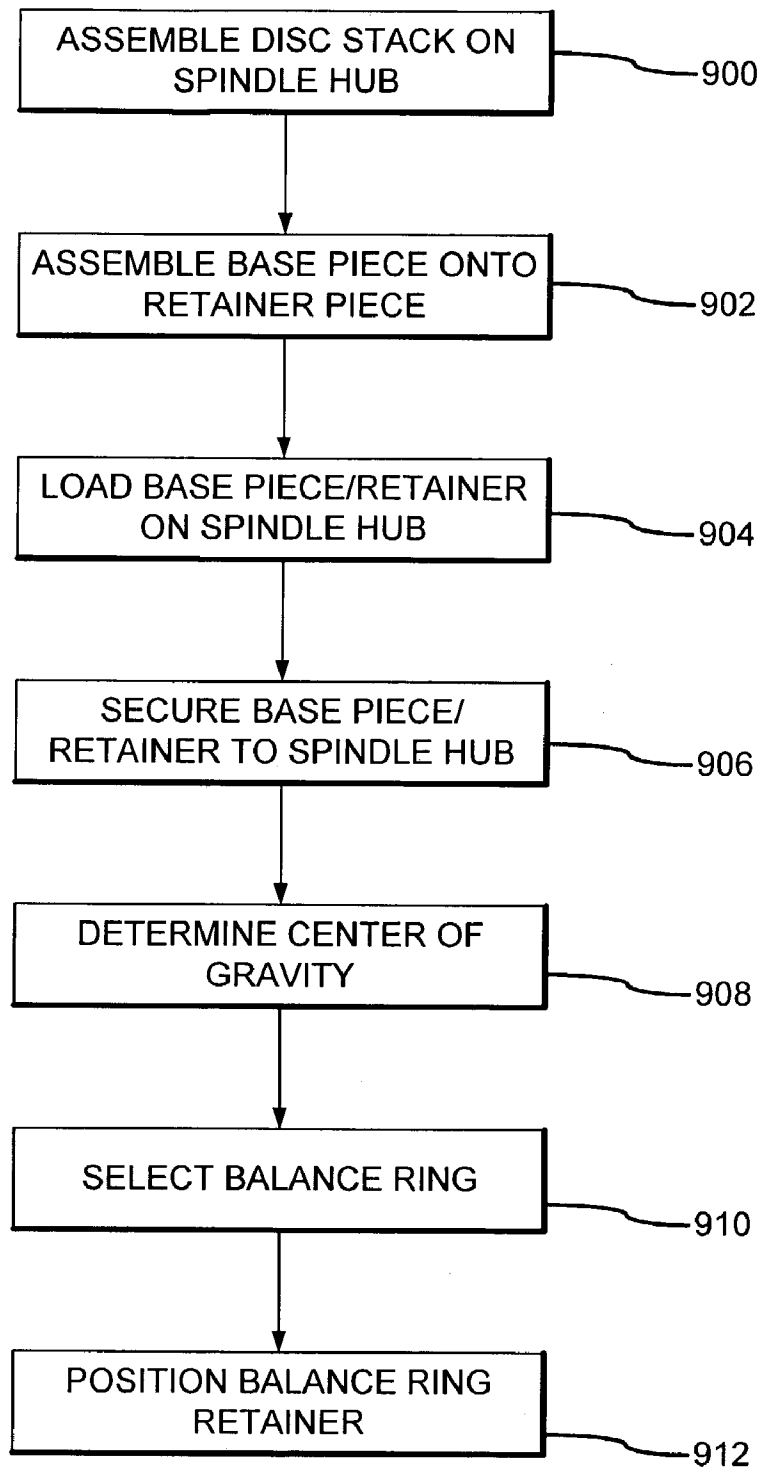 ASSEMBLE DISC STACK ON
SPINDLE HUB
900
ASSEMBLE BASE PIECE ONTO
RETAINER PIECE
902
LOAD BASE PIECE/RETAINER
ON SPINDLE HUB
904
SECURE BASE PIECE/
RETAINER TO SPINDLE HUB
906
DETERMINE CENTER OF
GRAVITY
908
SELECT BALANCE RING
910
POSITION BALANCE RING
RETAINER
912